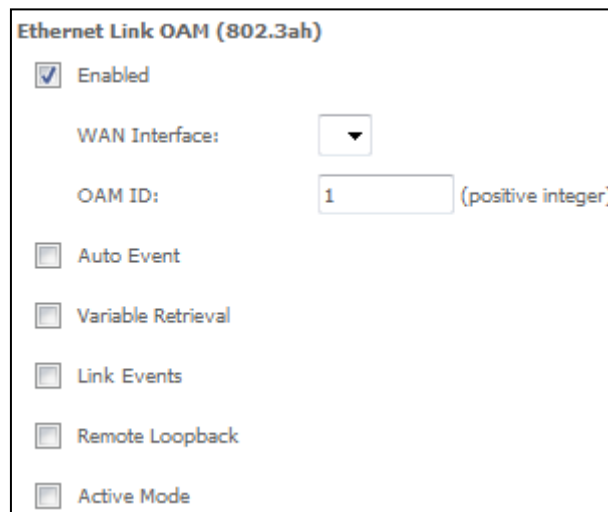 Ethernet Link OAM (802.3ah)
Enabled
WAN Interface:
OAM ID: 1 (positive integer)
Auto Event
Variable Retrieval
Link Events
Remote Loopback
Active Mode